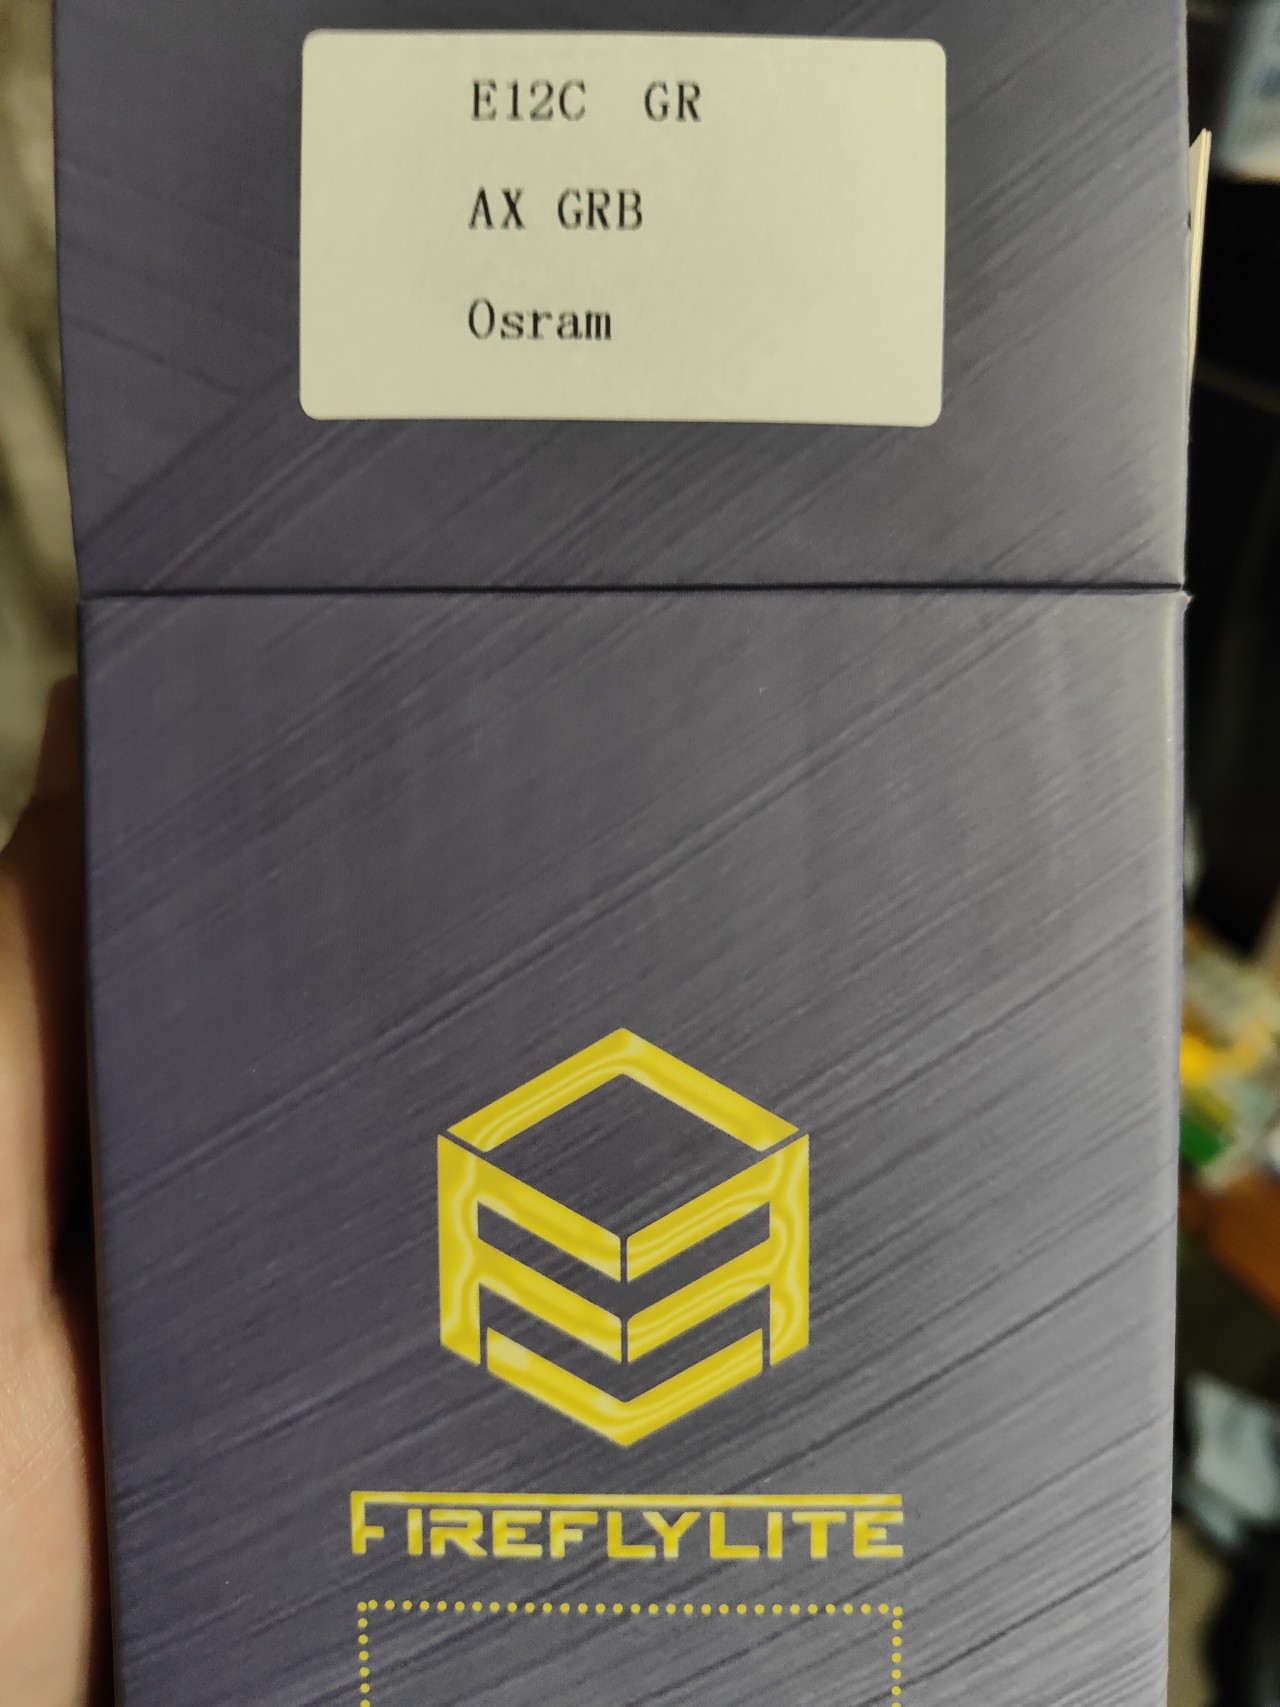 E12C GR
AX GRB
Osram
FIREFLYLITE